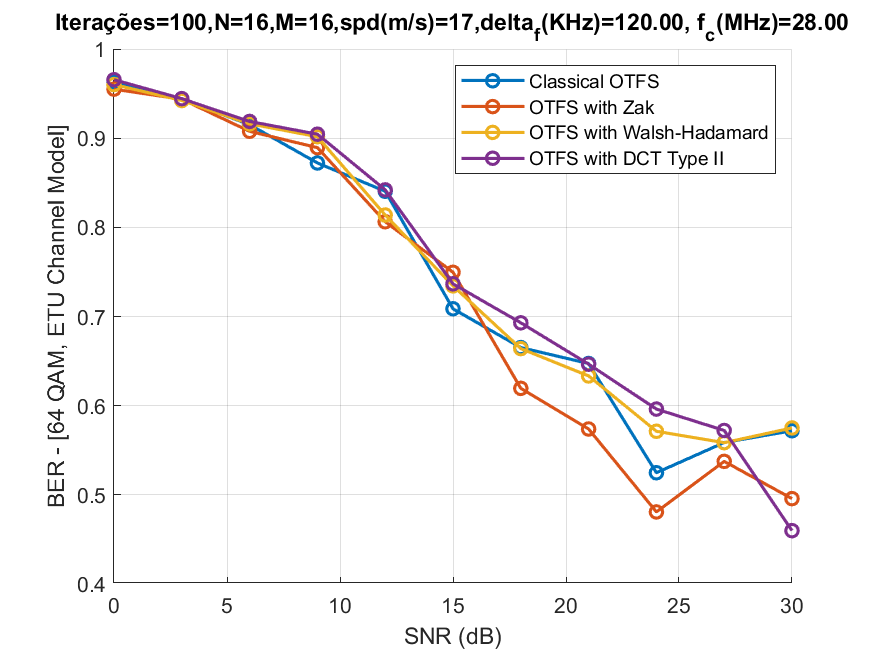 Iterações=100,N=16,M=16,spd(m/s)=17,delta_f(KHz)=120.00, f_c(MHz)=28.00
1
0.9
0.8
0.7
0.6
0.5
0.4
BER - [64 QAM, ETU Channel Model]
Classical OTFS
OTFS with Zak
OTFS with Walsh-Hadamard
OTFS with DCT Type II
0
5
10
15
20
25
30
SNR (dB)